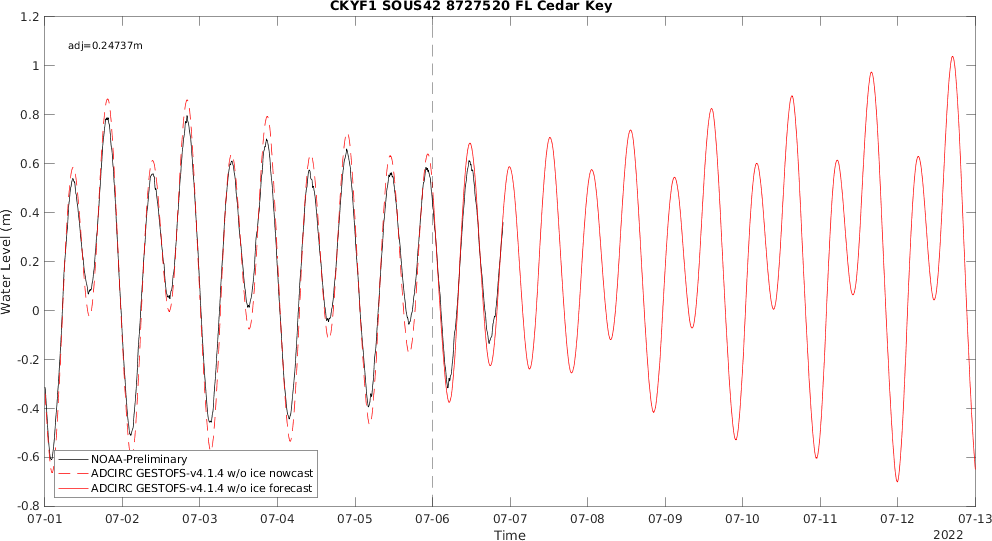 CKYF1 SOUS42 8727520 FL Cedar Key
adj=0.24737m
1.2
1
0.8
0.6
0.4
0.2
0
-0.2
-0.4
-0.6
-0.8
Water Level (m)
NOAA-Preliminary
ADCIRC GESTOFS-v4.1.4 w/o ice nowcast
ADCIRC GESTOFS-v4.1.4 w/o ice forecast
07-01 07-02 07-03 07-04 07-05 07-06 07-07 07-08 07-09 07-10 07-11 07-12 07-13
Time
2022